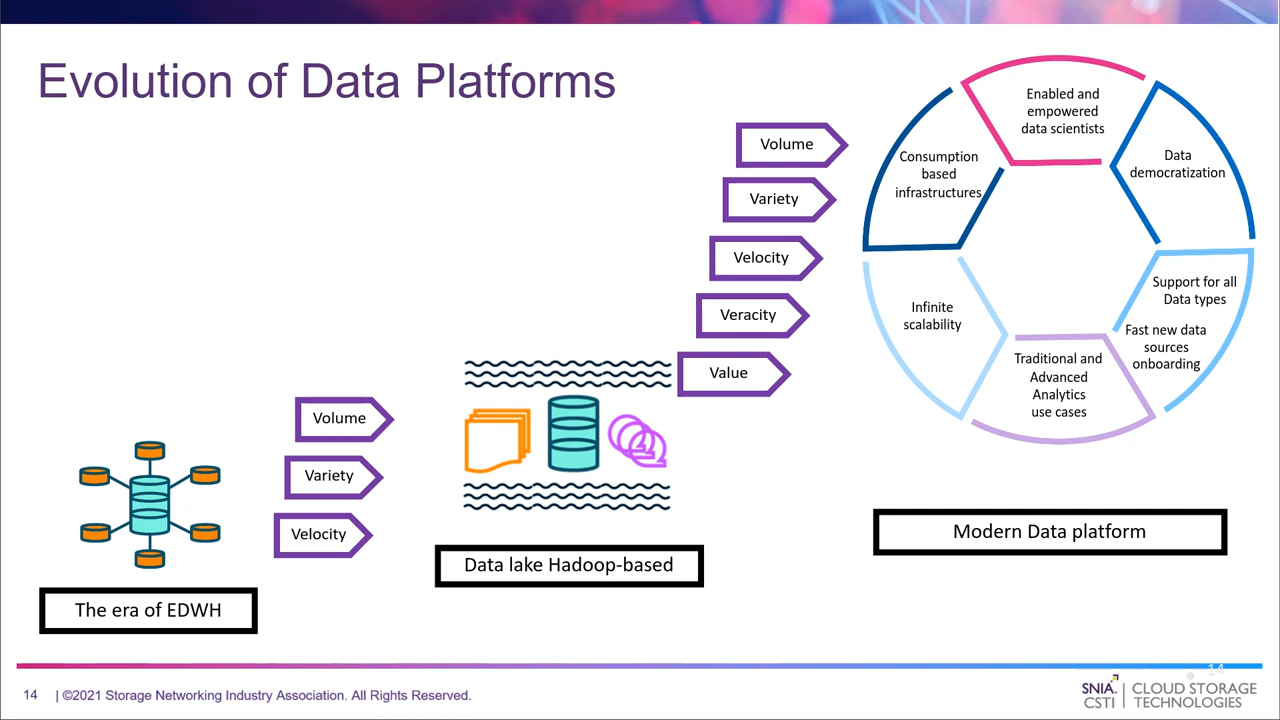 Evolution of Data Platforms
Enabled and
empowered
data scientists
Data
democratization
Support for all
Data types
Fast new data
sources
onboarding
Traditional and
Advanced
Analytics
use cases
Infinite
scalability
Consumption
based
infrastructures
Volume
Variety
Velocity
Veracity
Value
Volume
Variety
Velocity
The era of EDWH
Data lake Hadoop-based
Modern Data platform
14
14 | ©2021 Storage Networking Industry Association. All Rights Reserved.
SNIA. | CLOUD STORAGE
CSTI | TECHNOLOGIES